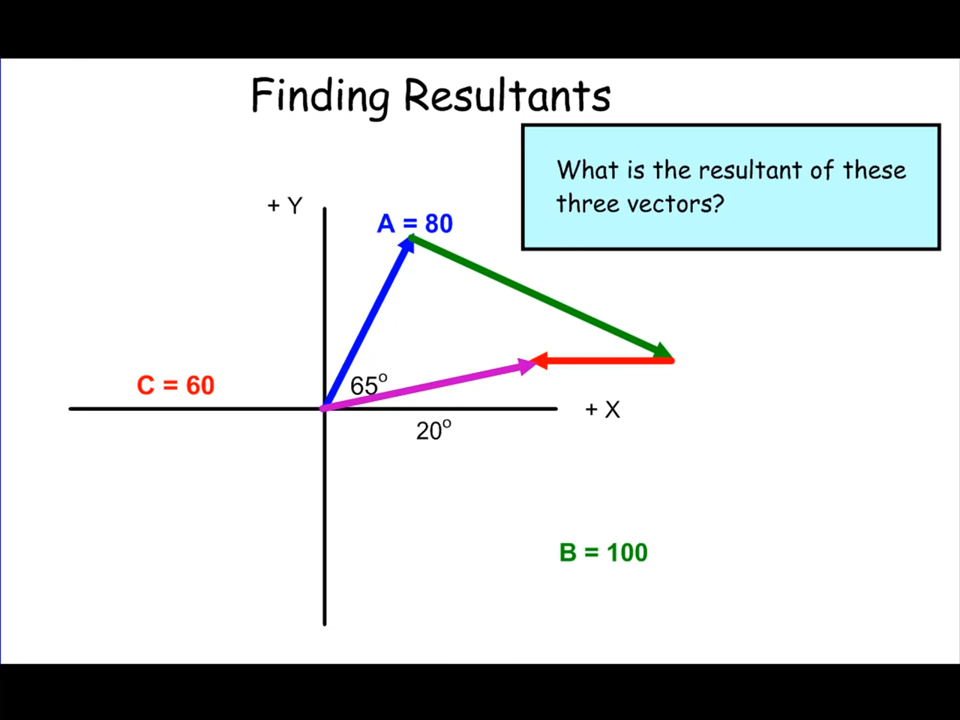 Finding Resultants
What is the resultant of these
three vectors?
+ Y
A = 80
C = 60
65°
+ X
20°
B = 100